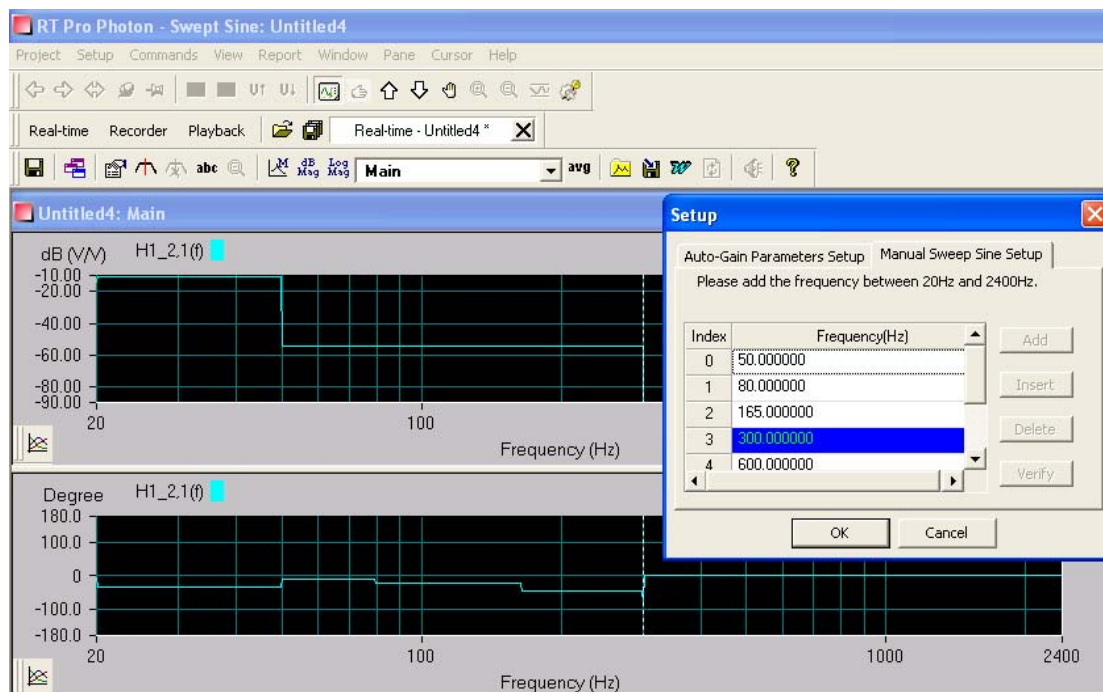 RT Pro Photon - Swept Sine: Untitled4
Project Setup Commands View Report Window Pane Cursor Help
Real-time Recorder Playback Real-time - Untitled4 *
abc M dB Mag Log Mag Main avg
Untitled4: Main
dB (V/V) H1_2,1(f)
-10.00
-20.00
-40.00
-60.00
-80.00
-90.00
20 100
Frequency (Hz)
Degree H1_2,1(f)
180.0
100.0
0
-100.0
-180.0
20 100 1000 2400
Frequency (Hz)
Setup
Auto-Gain Parameters Setup Manual Sweep Sine Setup
Please add the frequency between 20Hz and 2400Hz.
Index Frequency(Hz)
0 50.000000
1 80.000000
2 165.000000
3 300.000000
4 600.000000
Add
Insert
Delete
Verify
OK Cancel